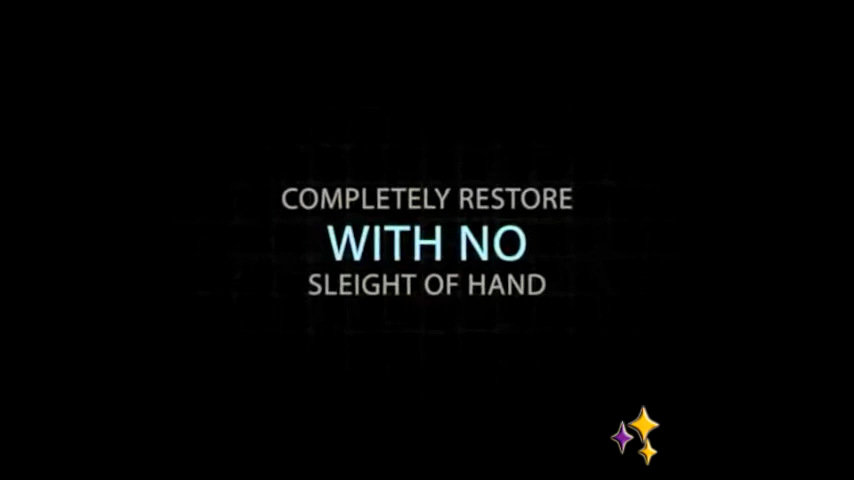 COMPLETELY RESTORE
WITH NO
SLEIGHT OF HAND